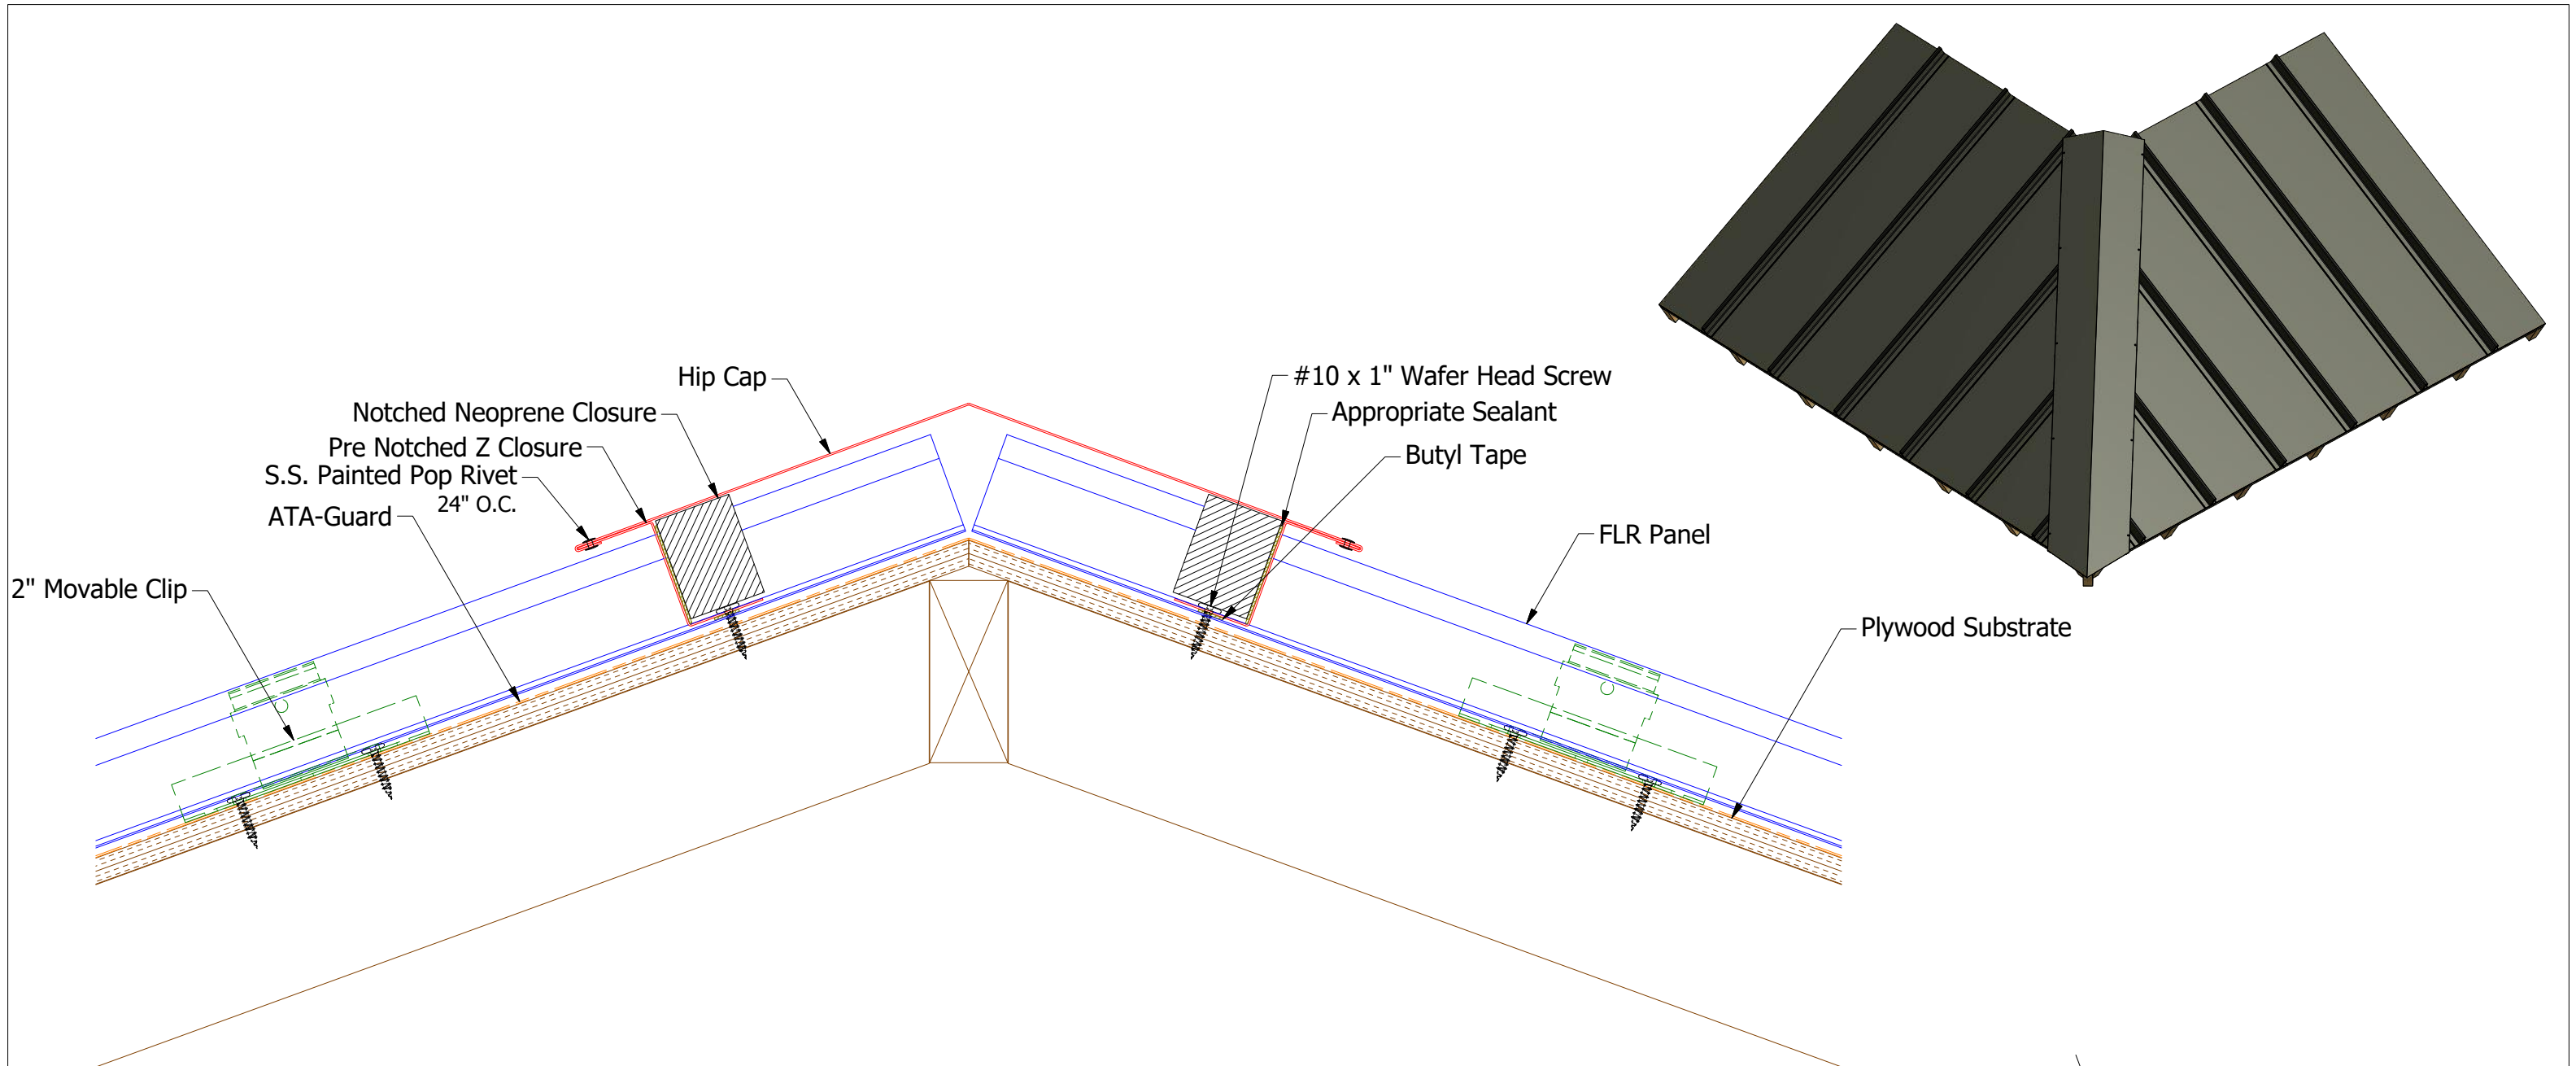 Hip Cap
Notched Neoprene Closure
Pre Notched Z Closure
S.S. Painted Pop Rivet
24" O.C.
ATA-Guard
2" Movable Clip
#10 x 1" Wafer Head Screw
Appropriate Sealant
Butyl Tape
FLR Panel
Plywood Substrate